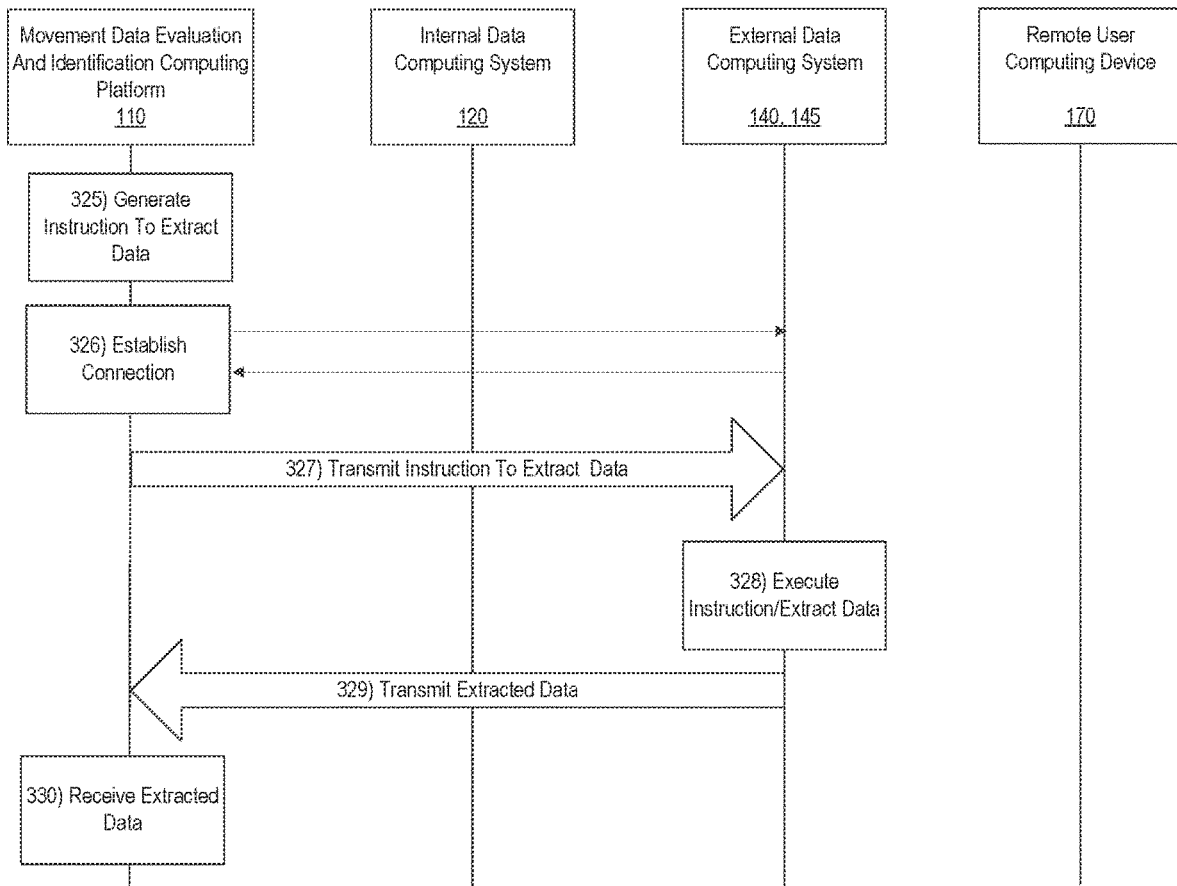 Movement Data Evaluation
And Identification Computing
Platform
110
Internal Data
Computing System
120
External Data
Computing System
140, 145
Remote User
Computing Device
170
325) Generate
Instruction To Extract
Data
326) Establish
Connection
327) Transmit Instruction To Extract Data
328) Execute
Instruction/Extract Data
329) Transmit Extracted Data
330) Receive Extracted
Data